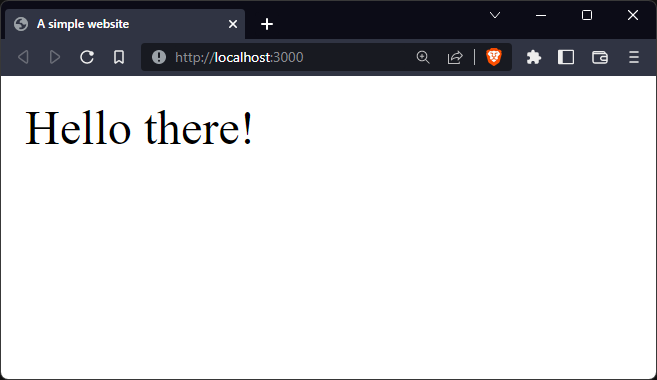 A simple website
http://localhost:3000
Hello there!